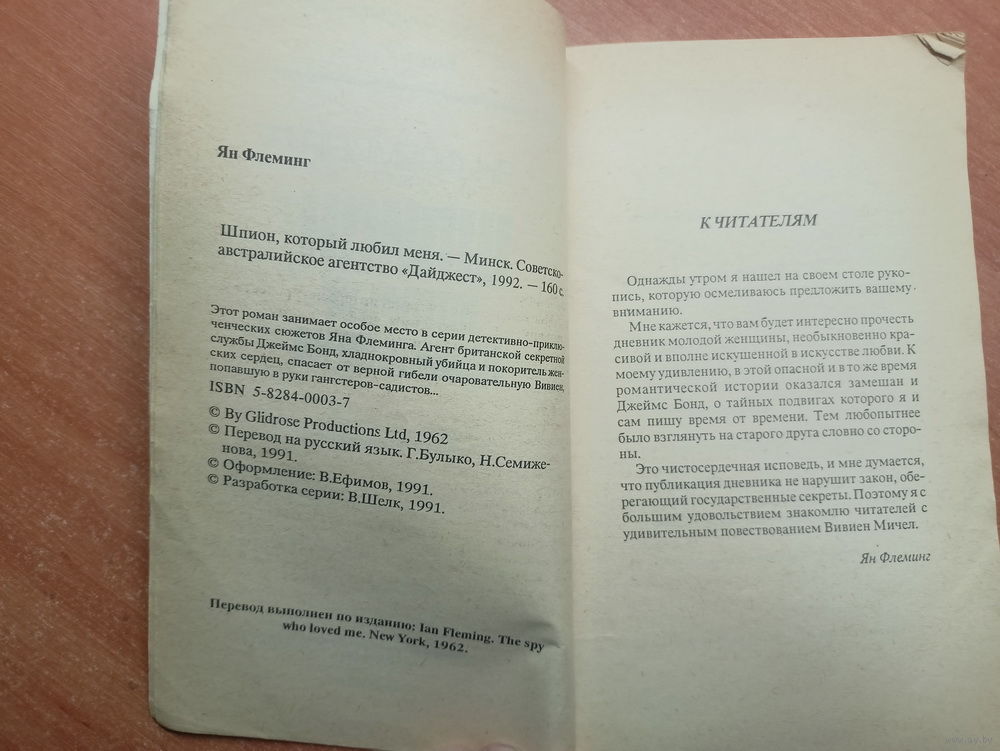 Ян Флеминг
Шпион, который любил меня. — Минск. Советско-
австралийское агентство «Дайджест», 1992. — 160 с.
Этот роман занимает особое место в серии детективно-приклю-
ченческих сюжетов Яна Флеминга. Агент британской секретной
службы Джеймс Бонд, хладнокровный убийца и покоритель жен-
ских сердец, спасает от верной гибели очаровательную Вивиен,
попавшую в руки гангстеров-садистов...
ISBN 5-8284-0003-7
© By Glidrose Productions Ltd, 1962
© Перевод на русский язык. Г.Булыко, Н.Семиже-
нова, 1991.
© Оформление: В.Ефимов, 1991.
© Разработка серии: В.Шелк, 1991.
Перевод выполнен по изданию: Ian Fleming. The spy
who loved me. New York, 1962.
К ЧИТАТЕЛЯМ
Однажды утром я нашел на своем столе руко-
пись, которую осмеливаюсь предложить вашему
вниманию.
Мне кажется, что вам будет интересно прочесть
дневник молодой женщины, необыкновенно кра-
сивой и вполне искушенной в искусстве любви. К
моему удивлению, в этой опасной и в то же время
романтической истории оказался замешан и
Джеймс Бонд, о тайных подвигах которого я и
сам пишу время от времени. Тем любопытнее
было взглянуть на старого друга словно со сторо-
ны.
Это чистосердечная исповедь, и мне думается,
что публикация дневника не нарушит закон, обе-
регающий государственные секреты. Поэтому я с
большим удовольствием знакомлю читателей с
удивительным повествованием Вивиен Мичел.
Ян Флеминг